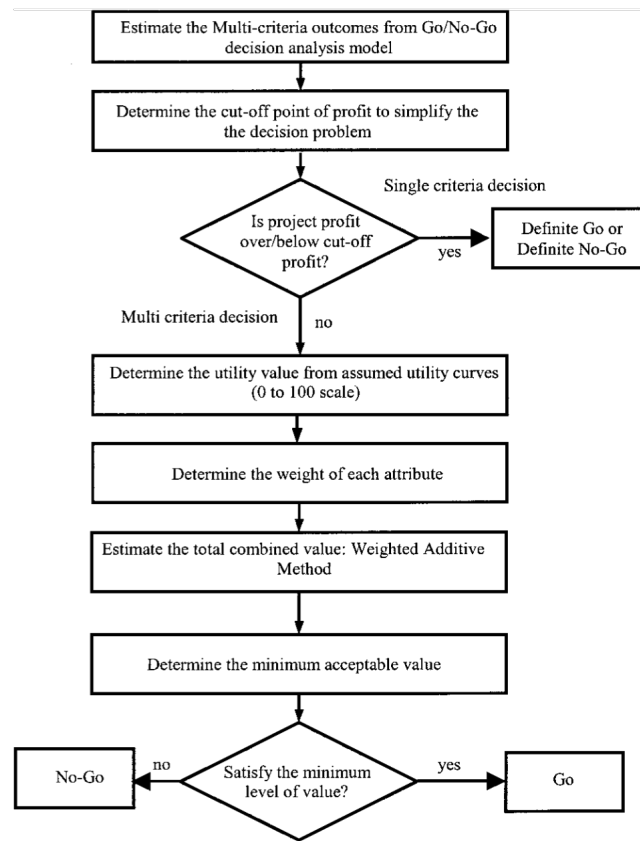 Estimate the Multi-criteria outcomes from Go/No-Go
decision analysis model
Determine the cut-off point of profit to simplify the
the decision problem
Single criteria decision
Is project profit
over/below cut-off
profit?
yes
Definite Go or
Definite No-Go
Multi criteria decision
no
Determine the utility value from assumed utility curves
(0 to 100 scale)
Determine the weight of each attribute
Estimate the total combined value: Weighted Additive
Method
Determine the minimum acceptable value
No-Go
no
Satisfy the minimum
level of value?
yes
Go